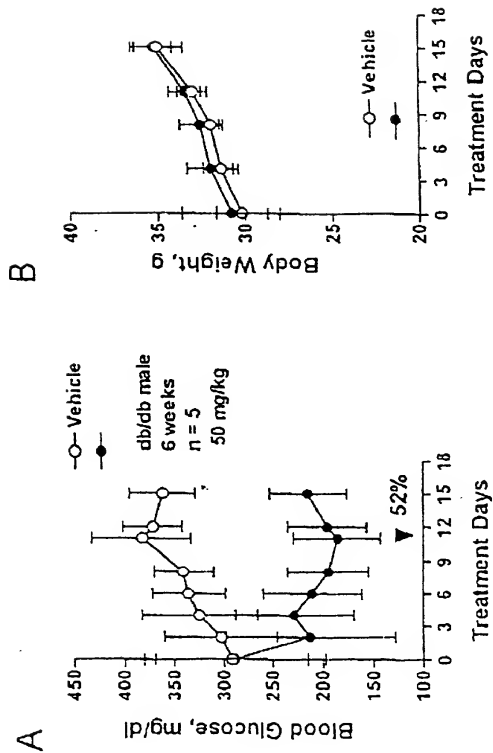 A
Blood Glucose, mg/dl
450
400
350
300
250
200
150
100
0
3
6
9
12
15
18
Treatment Days
Vehicle
db/db male
6 weeks
n = 5
50 mg/kg
52%
B
Body Weight, g
40
35
30
25
20
0
3
6
9
12
15
18
Treatment Days
Vehicle